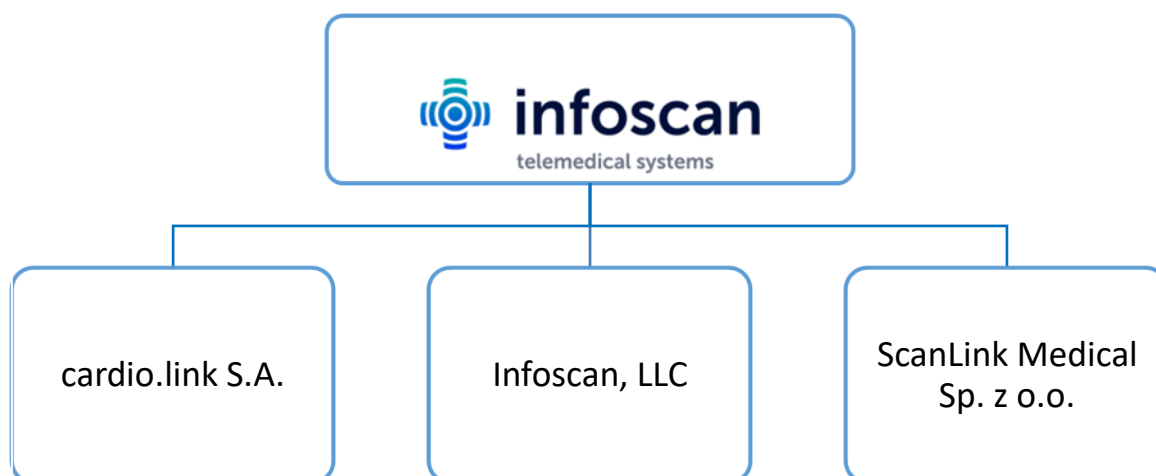 infoscan
telemedical systems
cardio.link S.A.
Infoscan, LLC
ScanLink Medical
Sp. z o.o.